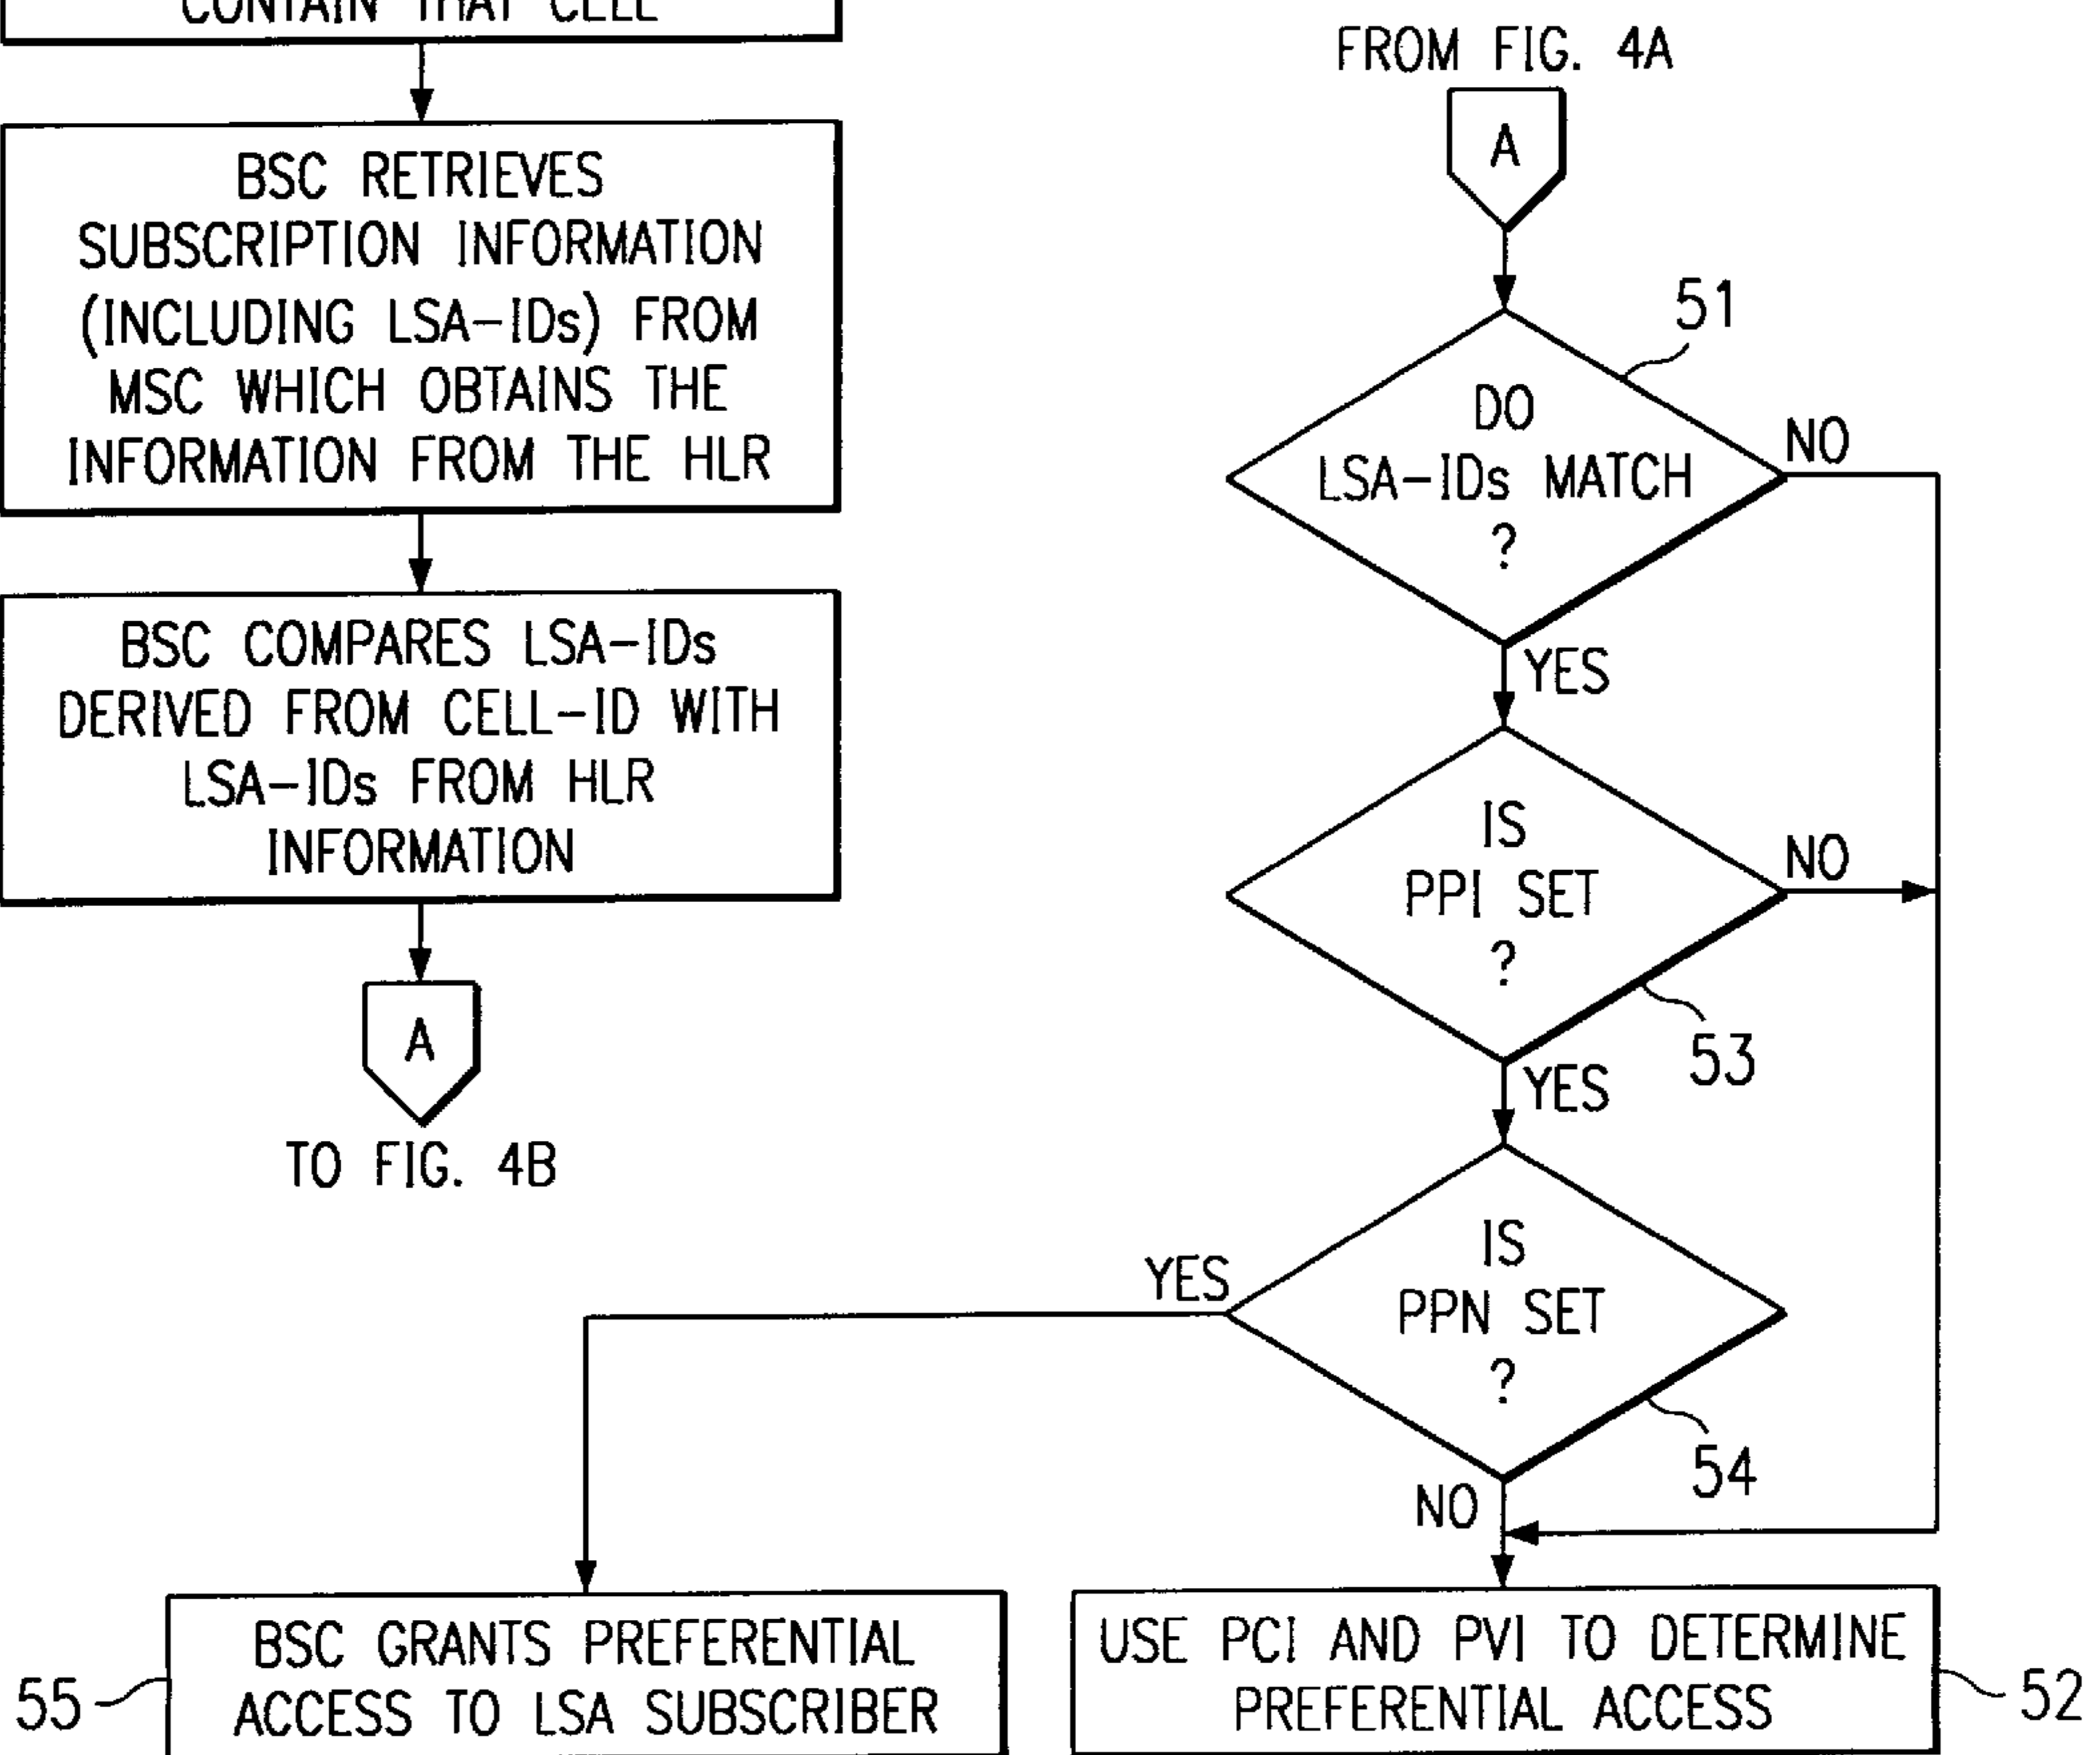 CONTAIN THAT CELL
BSC RETRIEVES
SUBSCRIPTION INFORMATION
(INCLUDING LSA-IDs) FROM
MSC WHICH OBTAINS THE
INFORMATION FROM THE HLR
BSC COMPARES LSA-IDs
DERIVED FROM CELL-ID WITH
LSA-IDs FROM HLR
INFORMATION
A
TO FIG. 4B
FROM FIG. 4A
A
51
DO
LSA-IDs MATCH
?
NO
YES
IS
PPI SET
?
NO
53
YES
IS
PPN SET
?
YES
54
NO
BSC GRANTS PREFERENTIAL
ACCESS TO LSA SUBSCRIBER
55
USE PCI AND PVI TO DETERMINE
PREFERENTIAL ACCESS
52